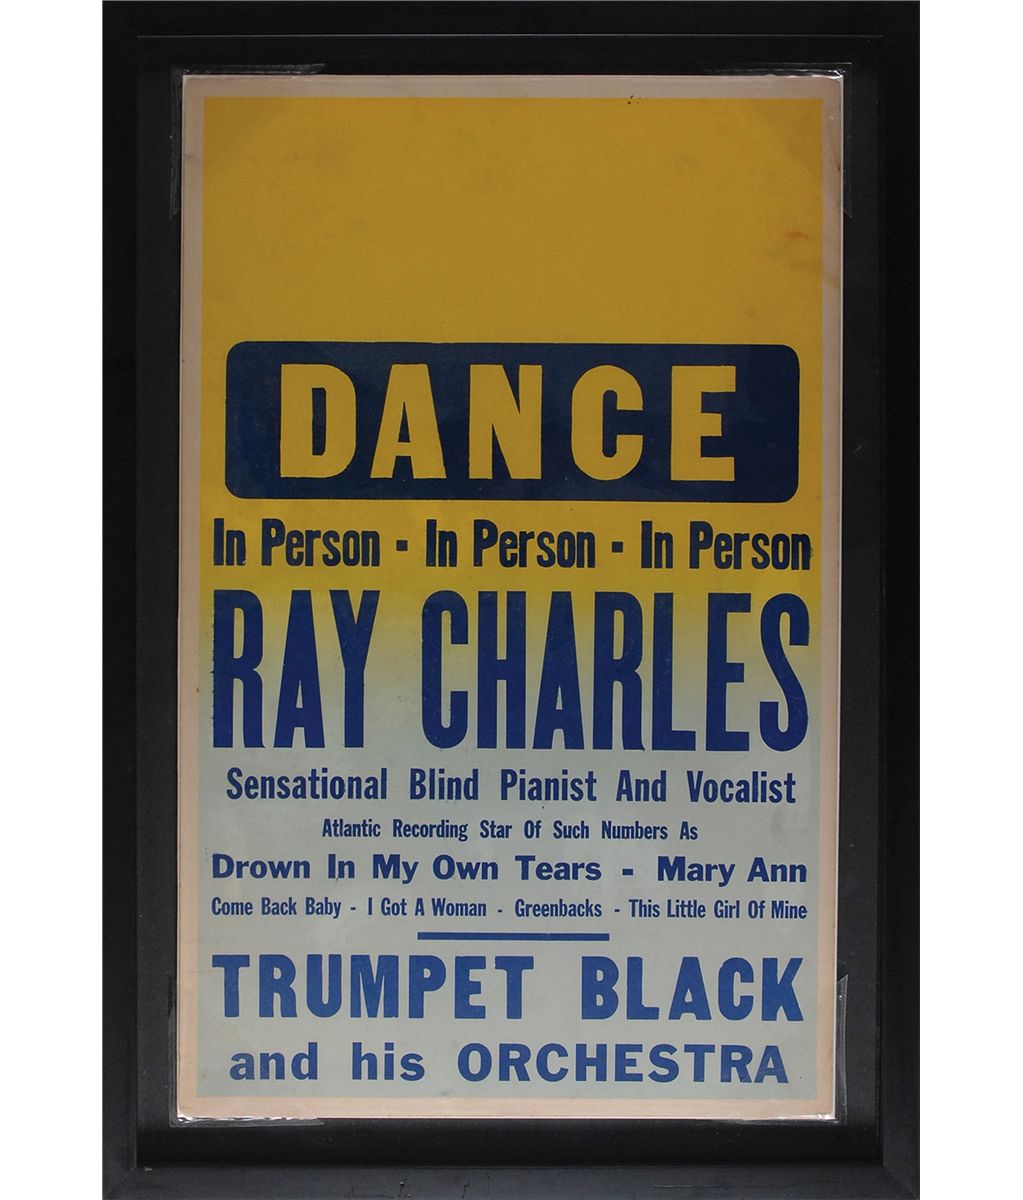 DANCE
In Person - In Person - In Person
RAY CHARLES
Sensational Blind Pianist And Vocalist
Atlantic Recording Star Of Such Numbers As
Drown In My Own Tears - Mary Ann
Come Back Baby - I Got A Woman - Greenbacks - This Little Girl Of Mine
TRUMPET BLACK
and his ORCHESTRA